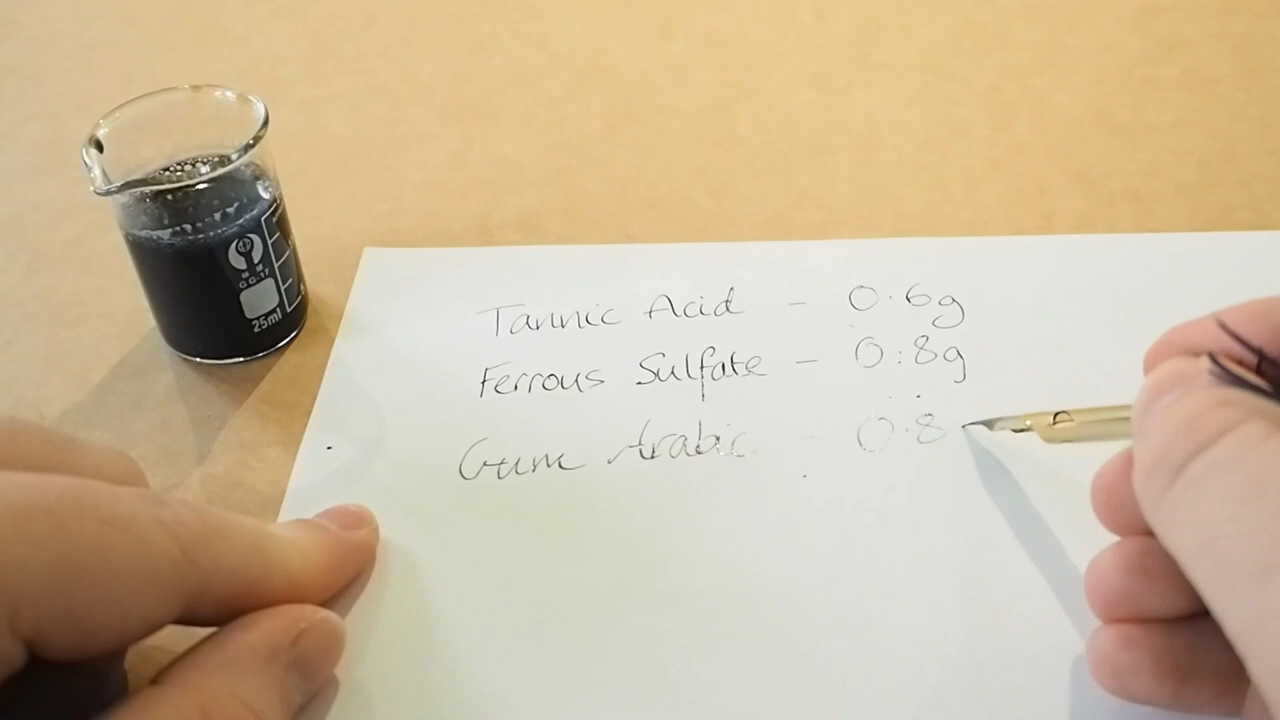 GG-17
25ml
Tannic Acid - 0.6g
Ferrous Sulfate - 0.8g
Gum Arabic - 0.8